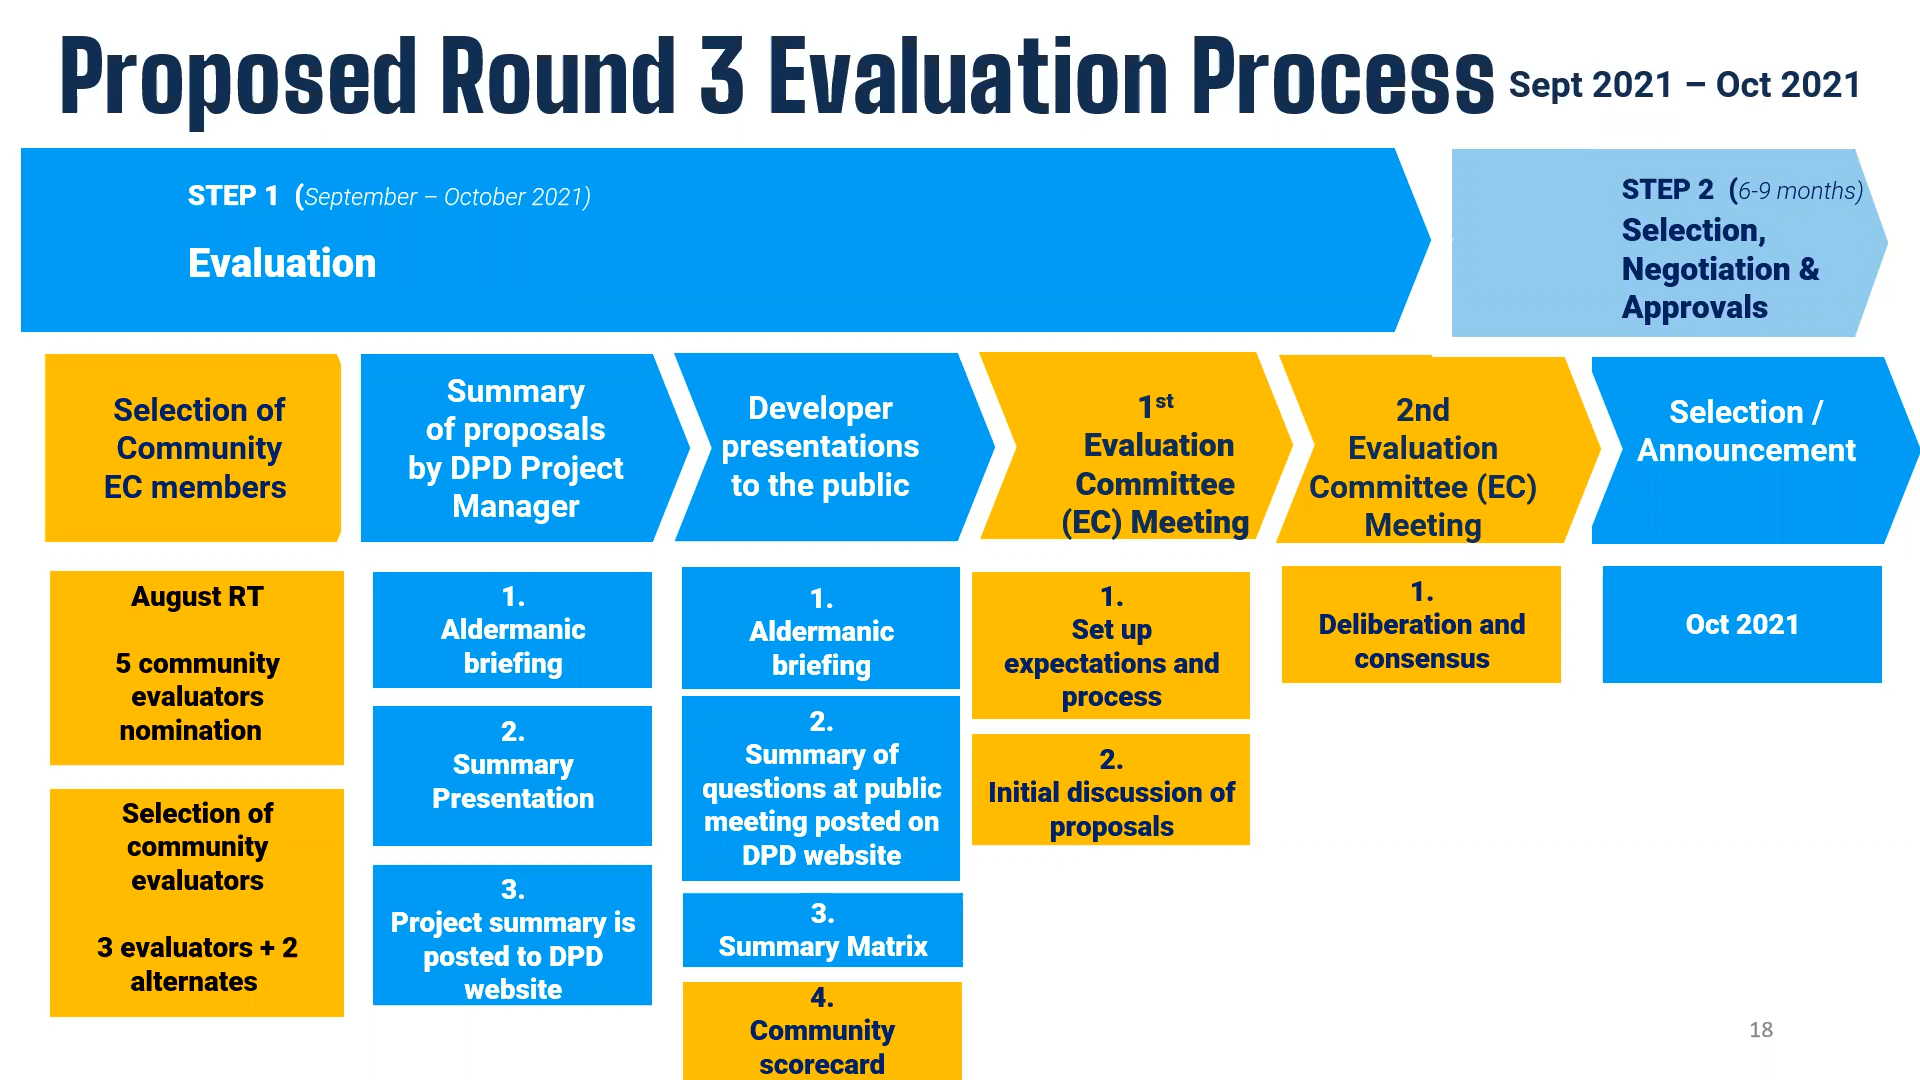 Proposed Round 3 Evaluation Process Sept 2021 – Oct 2021
STEP 1 (September – October 2021)
Evaluation
STEP 2 (6-9 months)
Selection,
Negotiation &
Approvals
Selection of
Community
EC members
Summary
of proposals
by DPD Project
Manager
Developer
presentations
to the public
1st
Evaluation
Committee
(EC) Meeting
2nd
Evaluation
Committee (EC)
Meeting
Selection /
Announcement
August RT
5 community
evaluators
nomination
Selection of
community
evaluators
3 evaluators + 2
alternates
1.
Aldermanic
briefing
2.
Summary
Presentation
3.
Project summary is
posted to DPD
website
1.
Aldermanic
briefing
2.
Summary of
questions at public
meeting posted on
DPD website
3.
Summary Matrix
4.
Community
scorecard
1.
Set up
expectations and
process
2.
Initial discussion of
proposals
1.
Deliberation and
consensus
Oct 2021
18